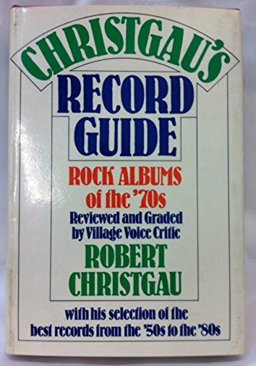 CHRISTGAU'S
RECORD
GUIDE
ROCK ALBUMS
of the '70s
Reviewed and Graded
by Village Voice Critic
ROBERT
CHRISTGAU
with his selection of the
best records from the '50s to the '80s